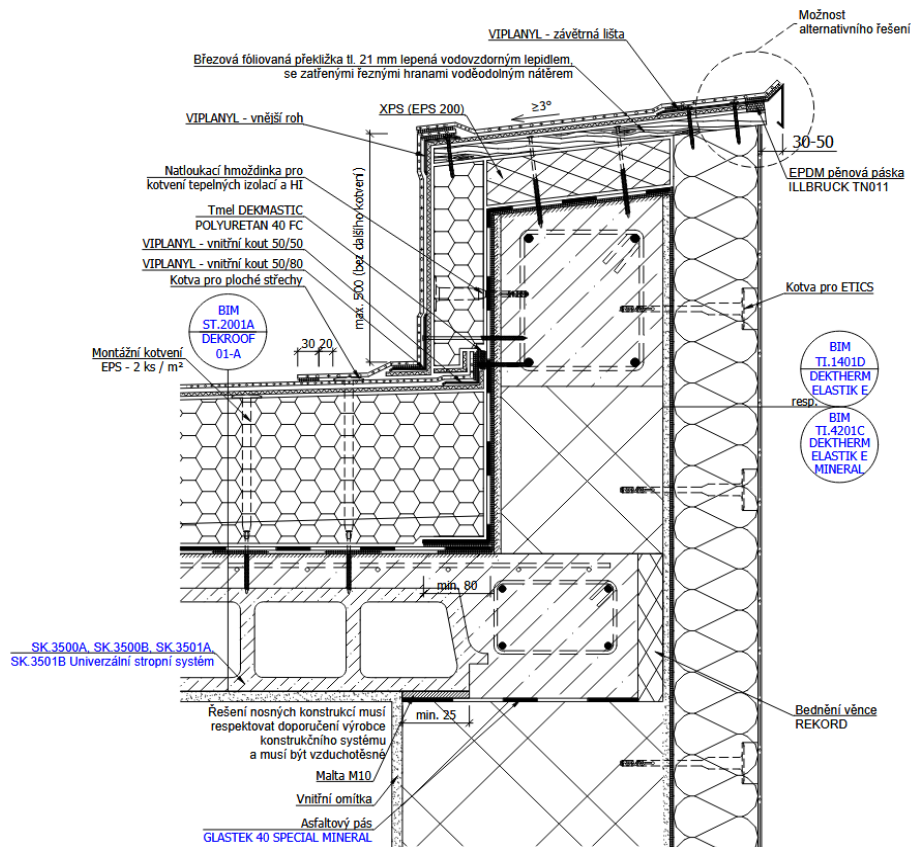 Možnost
alternativního řešení
VIPLANYL - závětrná lišta
Březová fóliovaná překližka tl. 21 mm lepená vodovzdorným lepidlem,
se zatřenými řeznými hranami voděodolným nátěrem
XPS (EPS 200)
≥3°
VIPLANYL - vnější roh
30-50
Natloukací hmoždinka pro
kotvení tepelných izolací a HI
EPDM pěnová páska
ILLBRUCK TN011
Tmel DEKMASTIC
POLYURETAN 40 FC
VIPLANYL - vnitřní kout 50/50
VIPLANYL - vnitřní kout 50/80
Kotva pro ploché střechy
max. 500 (bez dalšího kotvení)
Kotva pro ETICS
BIM
ST.2001A
DEKROOF
01-A
30 20
Montážní kotvení
EPS - 2 ks / m²
BIM
TI.1401D
DEKTHERM
ELASTIK E
resp.
BIM
TI.4201C
DEKTHERM
ELASTIK E
MINERAL
min. 80
SK.3500A, SK.3500B, SK.3501A,
SK.3501B Univerzální stropní systém
Řešení nosných konstrukcí musí
respektovat doporučení výrobce
konstrukčního systému
a musí být vzduchotěsné
min. 25
Bednění věnce
REKORD
Malta M10
Vnitřní omítka
Asfaltový pás
GLASTEK 40 SPECIAL MINERAL